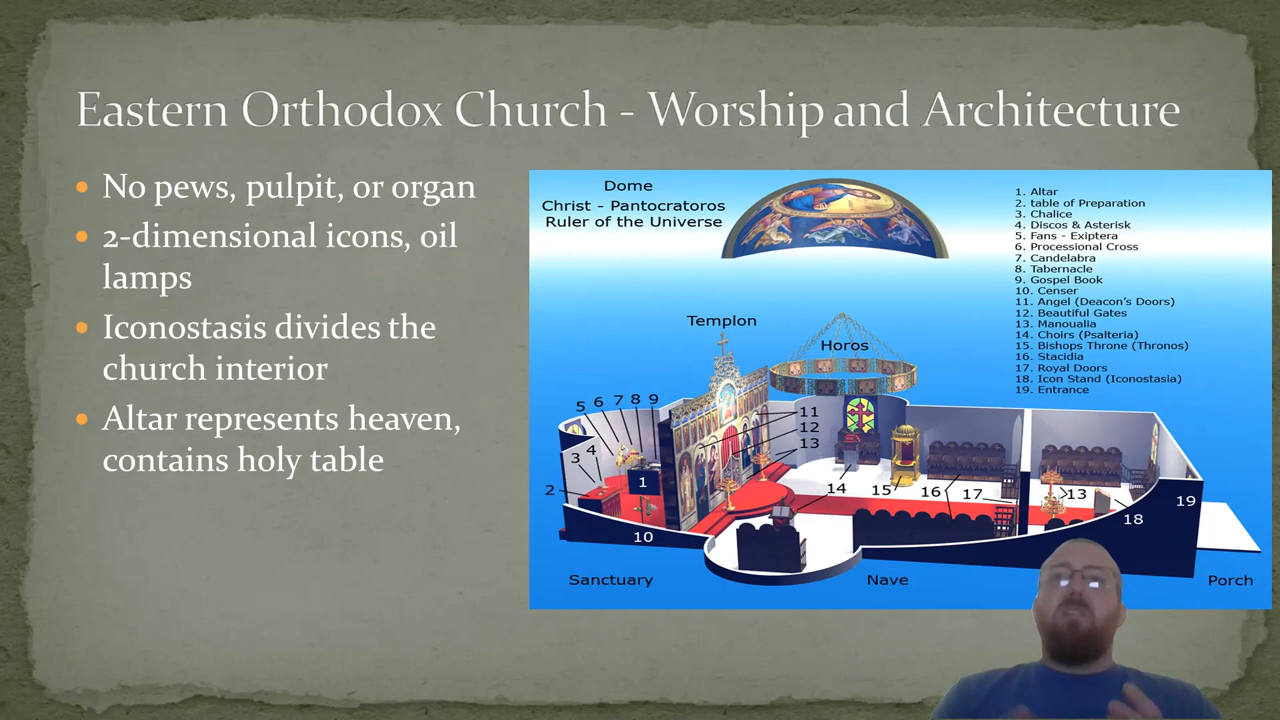 Eastern Orthodox Church - Worship and Architecture
• No pews, pulpit, or organ
• 2-dimensional icons, oil
lamps
• Iconostasis divides the
church interior
• Altar represents heaven,
contains holy table
Dome
Christ - Pantocratoros
Ruler of the Universe
1. Altar
2. table of Preparation
3. Chalice
4. Discos & Asterisk
5. Fans - Exiptera
6. Processional Cross
7. Candelabra
8. Tabernacle
9. Gospel Book
10. Censer
11. Angel (Deacon's Doors)
12. Beautiful Gates
13. Manoualia
14. Choirs (Psalteria)
15. Bishops Throne (Thronos)
16. Stacidia
17. Royal Doors
18. Icon Stand (Iconostasia)
19. Entrance
Templon
Horos
5 6 7 8 9
11
12
13
3 4
2
1
14 15 16 17
13
18
19
10
Sanctuary
Nave
Porch